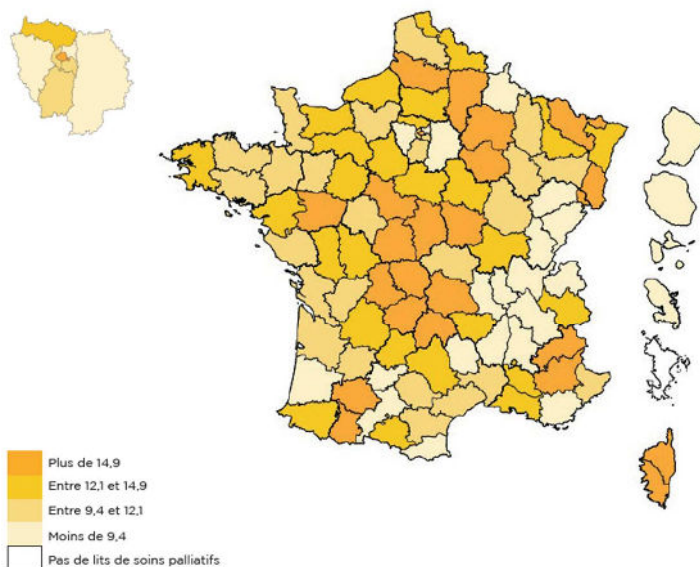 Plus de 14,9
Entre 12,1 et 14,9
Entre 9,4 et 12,1
Moins de 9,4
Pas de lits de soins palliatifs